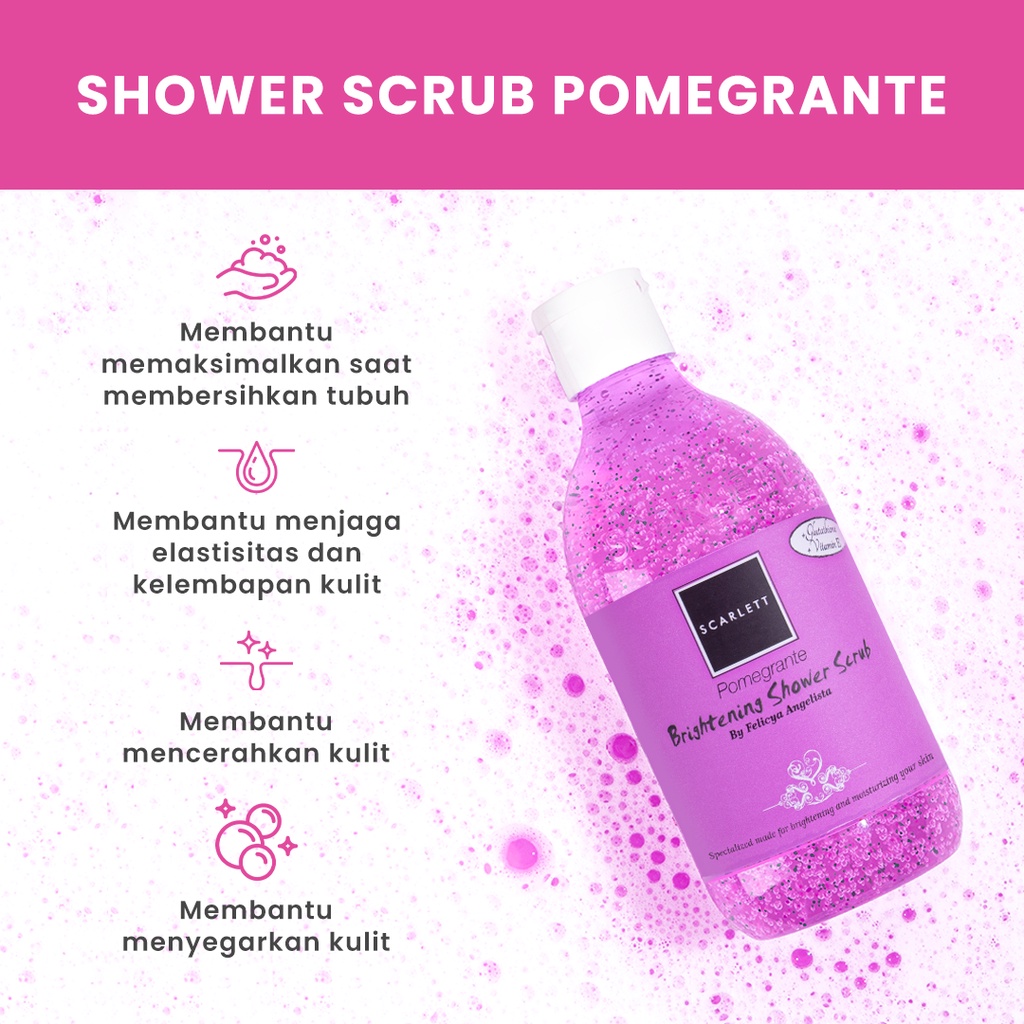 SHOWER SCRUB POMEGRANTE
Membantu
memaksimalkan saat
membersihkan tubuh
Membantu menjaga
elastisitas dan
kelembapan kulit
Membantu
mencerahkan kulit
Membantu
menyegarkan kulit
Glutathione
Vitamin E
SCARLETT
Pomegrante
Brightening Shower Scrub
By Felicya Angelista
Specialized made for brightening and moisturizing your skin